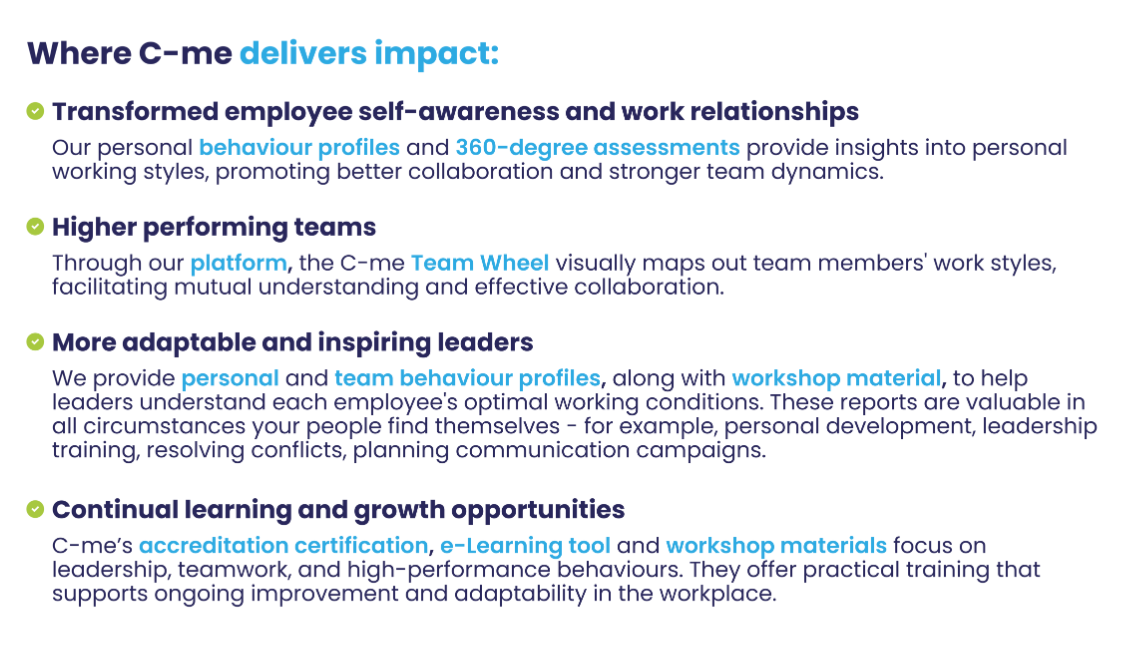 Where C-me delivers impact:
Transformed employee self-awareness and work relationships
Our personal behaviour profiles and 360-degree assessments provide insights into personal
working styles, promoting better collaboration and stronger team dynamics.
Higher performing teams
Through our platform, the C-me Team Wheel visually maps out team members' work styles,
facilitating mutual understanding and effective collaboration.
More adaptable and inspiring leaders
We provide personal and team behaviour profiles, along with workshop material, to help
leaders understand each employee's optimal working conditions. These reports are valuable in
all circumstances your people find themselves - for example, personal development, leadership
training, resolving conflicts, planning communication campaigns.
Continual learning and growth opportunities
C-me’s accreditation certification, e-Learning tool and workshop materials focus on
leadership, teamwork, and high-performance behaviours. They offer practical training that
supports ongoing improvement and adaptability in the workplace.